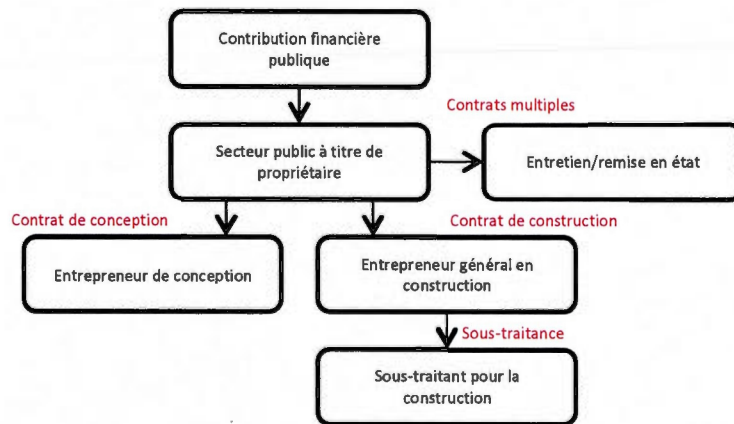 Contribution financière
publique
Contrats multiples
Secteur public à titre de
propriétaire
Entretien/remise en état
Contrat de conception
Contrat de construction
Entrepreneur de conception
Entrepreneur général en
construction
Sous-traitance
Sous-traitant pour la
construction